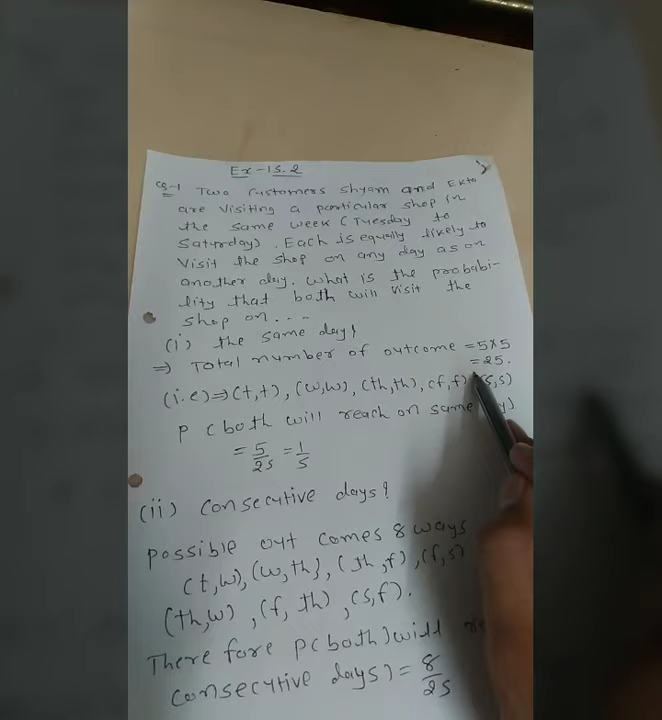 Ex-15.2
Q-1 Two customers Shyam and Ekta
are visiting a particular shop in
the same week (Tuesday to
Saturday). Each is equally likely to
visit the shop on any day as on
another day. What is the probabi-
lity that both will visit the
shop on....
(i) the same day?
⇒ Total number of outcome = 5×5
= 25.
(i.e) ⇒ (t,t), (w,w), (th,th), (f,f) (s,s)
P (both will reach on same
= 5/25 = 1/5
(ii) consecutive days?
possible out comes 8 ways
(t,w), (w,th), (th,f), (f,s)
(th,w), (f,th), (s,f).
There fore P(both) will
consecutive days) = 8/25